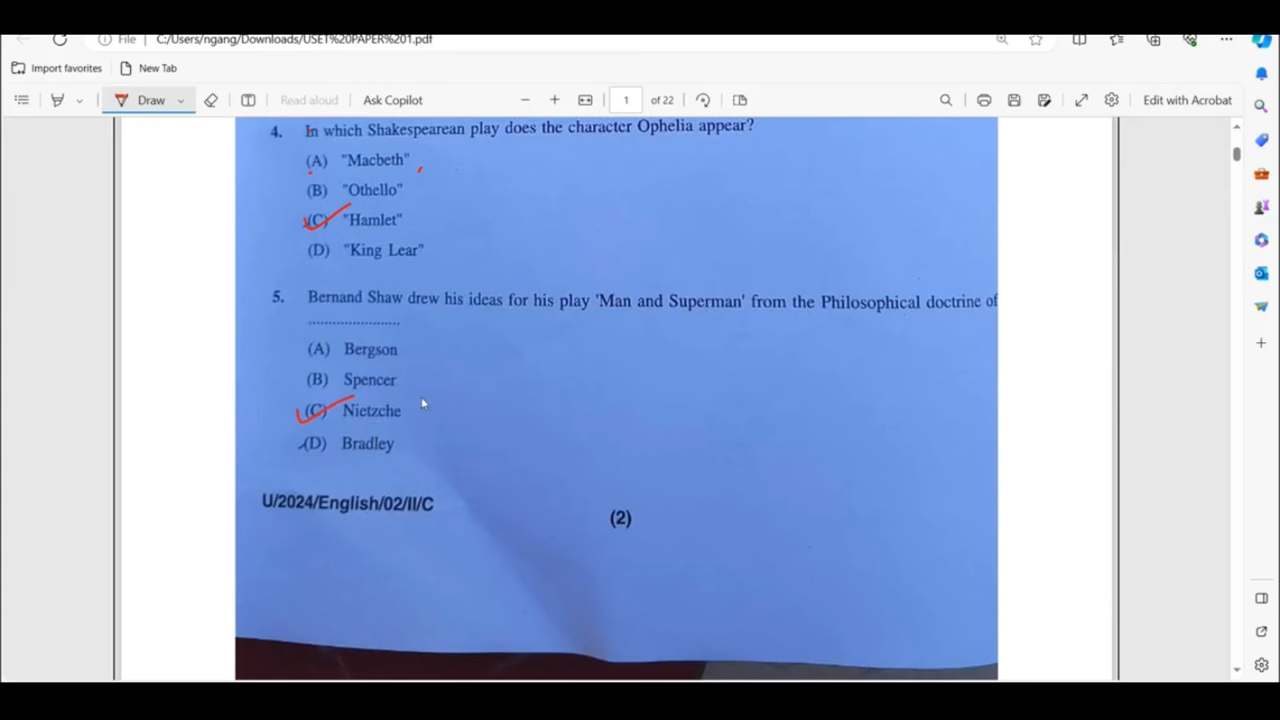 File C:/Users/ngang/Downloads/USET%20PAPER%201.pdf
Import favorites New Tab
Draw Read aloud Ask Copilot 1 of 22 Edit with Acrobat
4. In which Shakespearean play does the character Ophelia appear?
(A) "Macbeth"
(B) "Othello"
(C) "Hamlet"
(D) "King Lear"
5. Bernand Shaw drew his ideas for his play 'Man and Superman' from the Philosophical doctrine of
......................
(A) Bergson
(B) Spencer
(C) Nietzche
(D) Bradley
U/2024/English/02/II/C
(2)